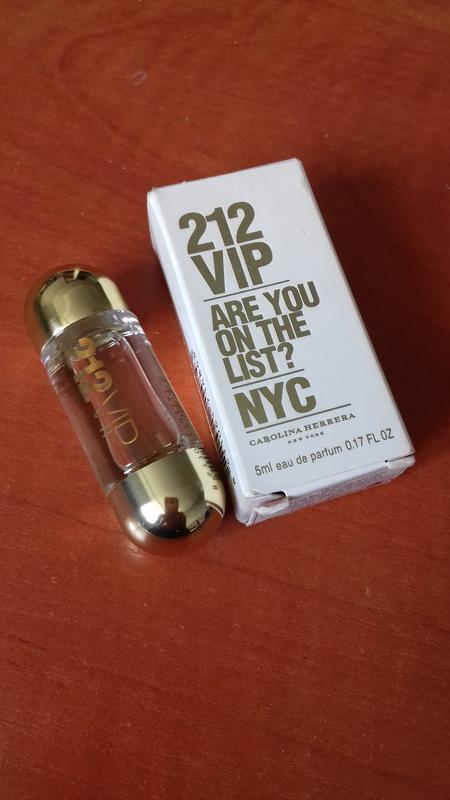 212
VIP
ARE YOU
ON THE
LIST?
NYC
CAROLINA HERRERA
NEW YORK
5ml eau de parfum 0.17 FL OZ
212 VIP